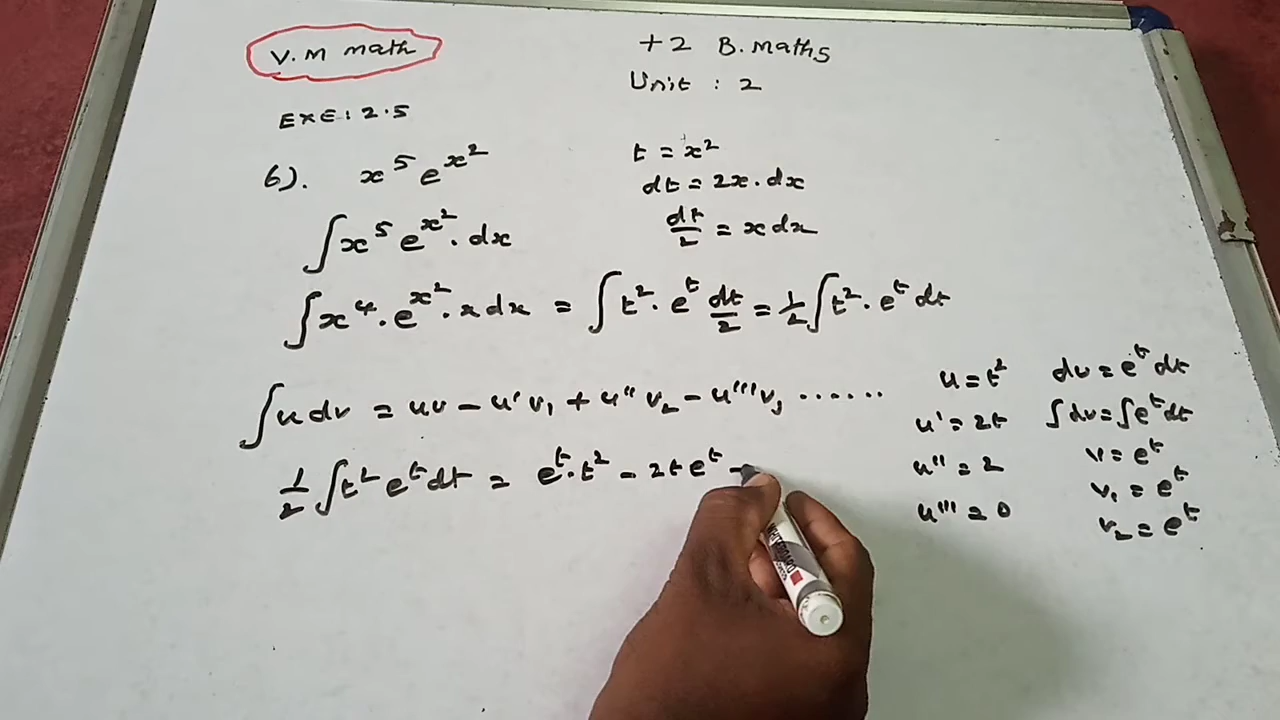 V.M math
+2 B.Maths
Unit : 2
EXE: 2.5
6). x⁵ e^x²
t = x²
dt = 2x.dx
dt/2 = x dx
∫x⁵ e^x² . dx
∫x⁴ . e^x² . x dx = ∫t² . e^t dt/2 = 1/2 ∫t² . e^t dt
∫u dv = uv - u'v₁ + u''v₂ - u'''v₃ ......
u = t² dv = e^t dt
u' = 2t ∫dv = ∫e^t dt
u'' = 2 v = e^t
u''' = 0 v₁ = e^t
v₂ = e^t
1/2 ∫t² e^t dt = e^t . t² - 2t e^t -
WHITEBOARD